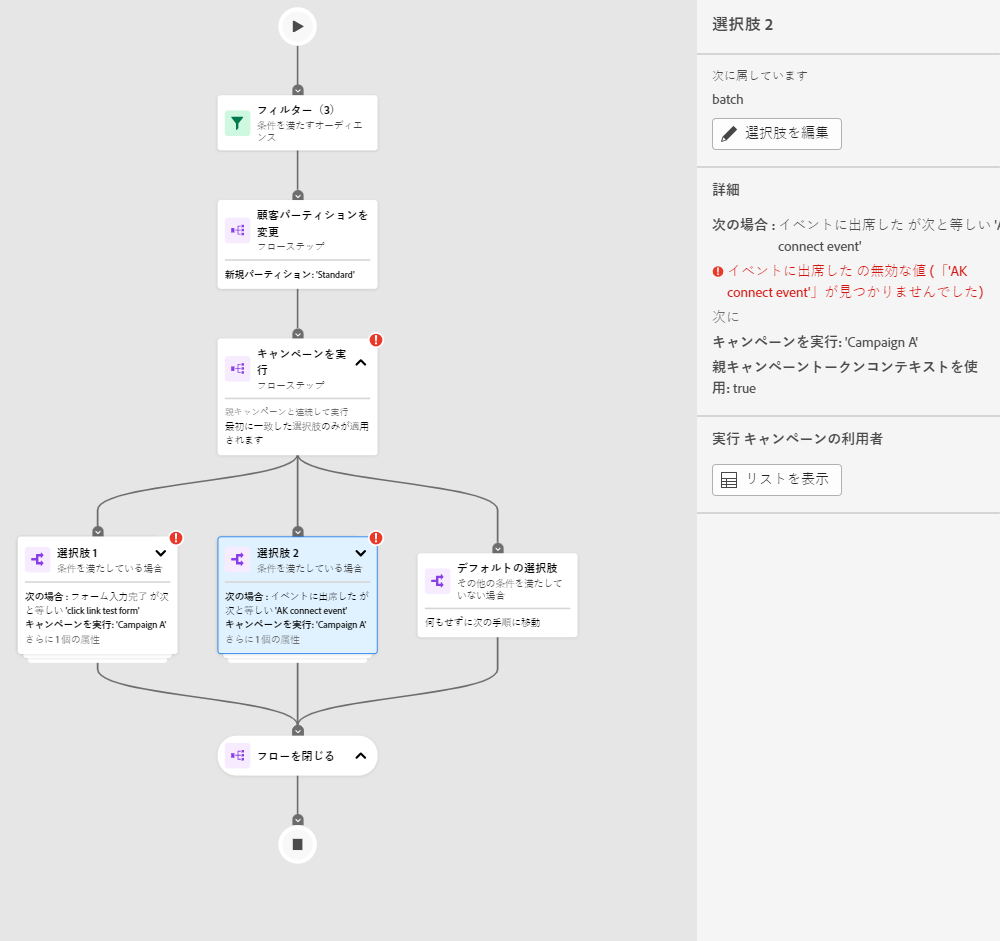 フィルター（3）
条件を満たすオーディエ
ンス
顧客パーティションを
変更
フローステップ
新規パーティション: 'Standard'
キャンペーンを実
行
フローステップ
親キャンペーンと連続して実行
最初に一致した選択肢のみが適用
されます
選択肢 1
条件を満たしている場合
次の場合 : フォーム入力完了 が次
と等しい 'click link test form'
キャンペーンを実行: 'Campaign A'
さらに 1 個の属性
選択肢 2
条件を満たしている場合
次の場合 : イベントに出席した が
次と等しい 'AK connect event'
キャンペーンを実行: 'Campaign A'
さらに 1 個の属性
デフォルトの選択肢
その他の条件を満たして
いない場合
何もせずに次の手順に移動
フローを閉じる
選択肢 2
次に属しています
batch
選択肢を編集
詳細
次の場合 : イベントに出席した が次と等しい 'A
connect event'
イベントに出席した の無効な値 (「'AK
connect event'」が見つかりませんでした)
次に
キャンペーンを実行: 'Campaign A'
親キャンペーントークンコンテキストを使
用: true
実行 キャンペーンの利用者
リストを表示